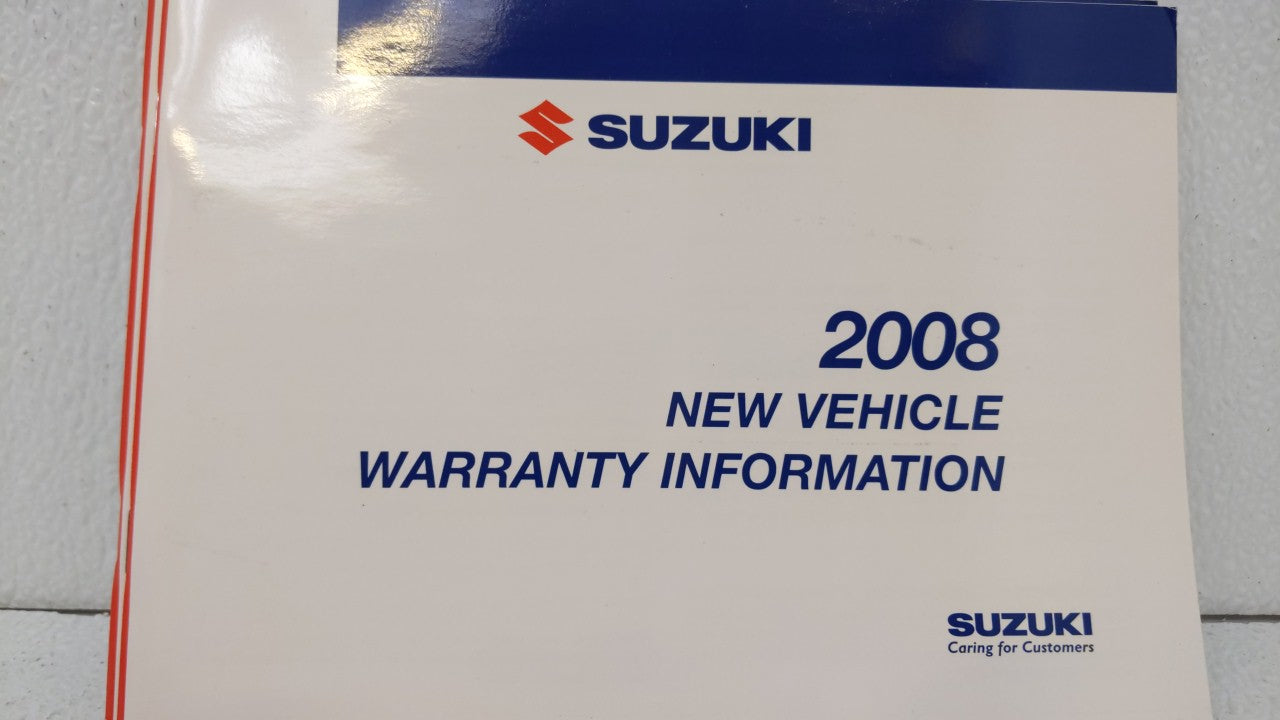 SUZUKI
2008
NEW VEHICLE
WARRANTY INFORMATION
SUZUKI
Caring for Customers